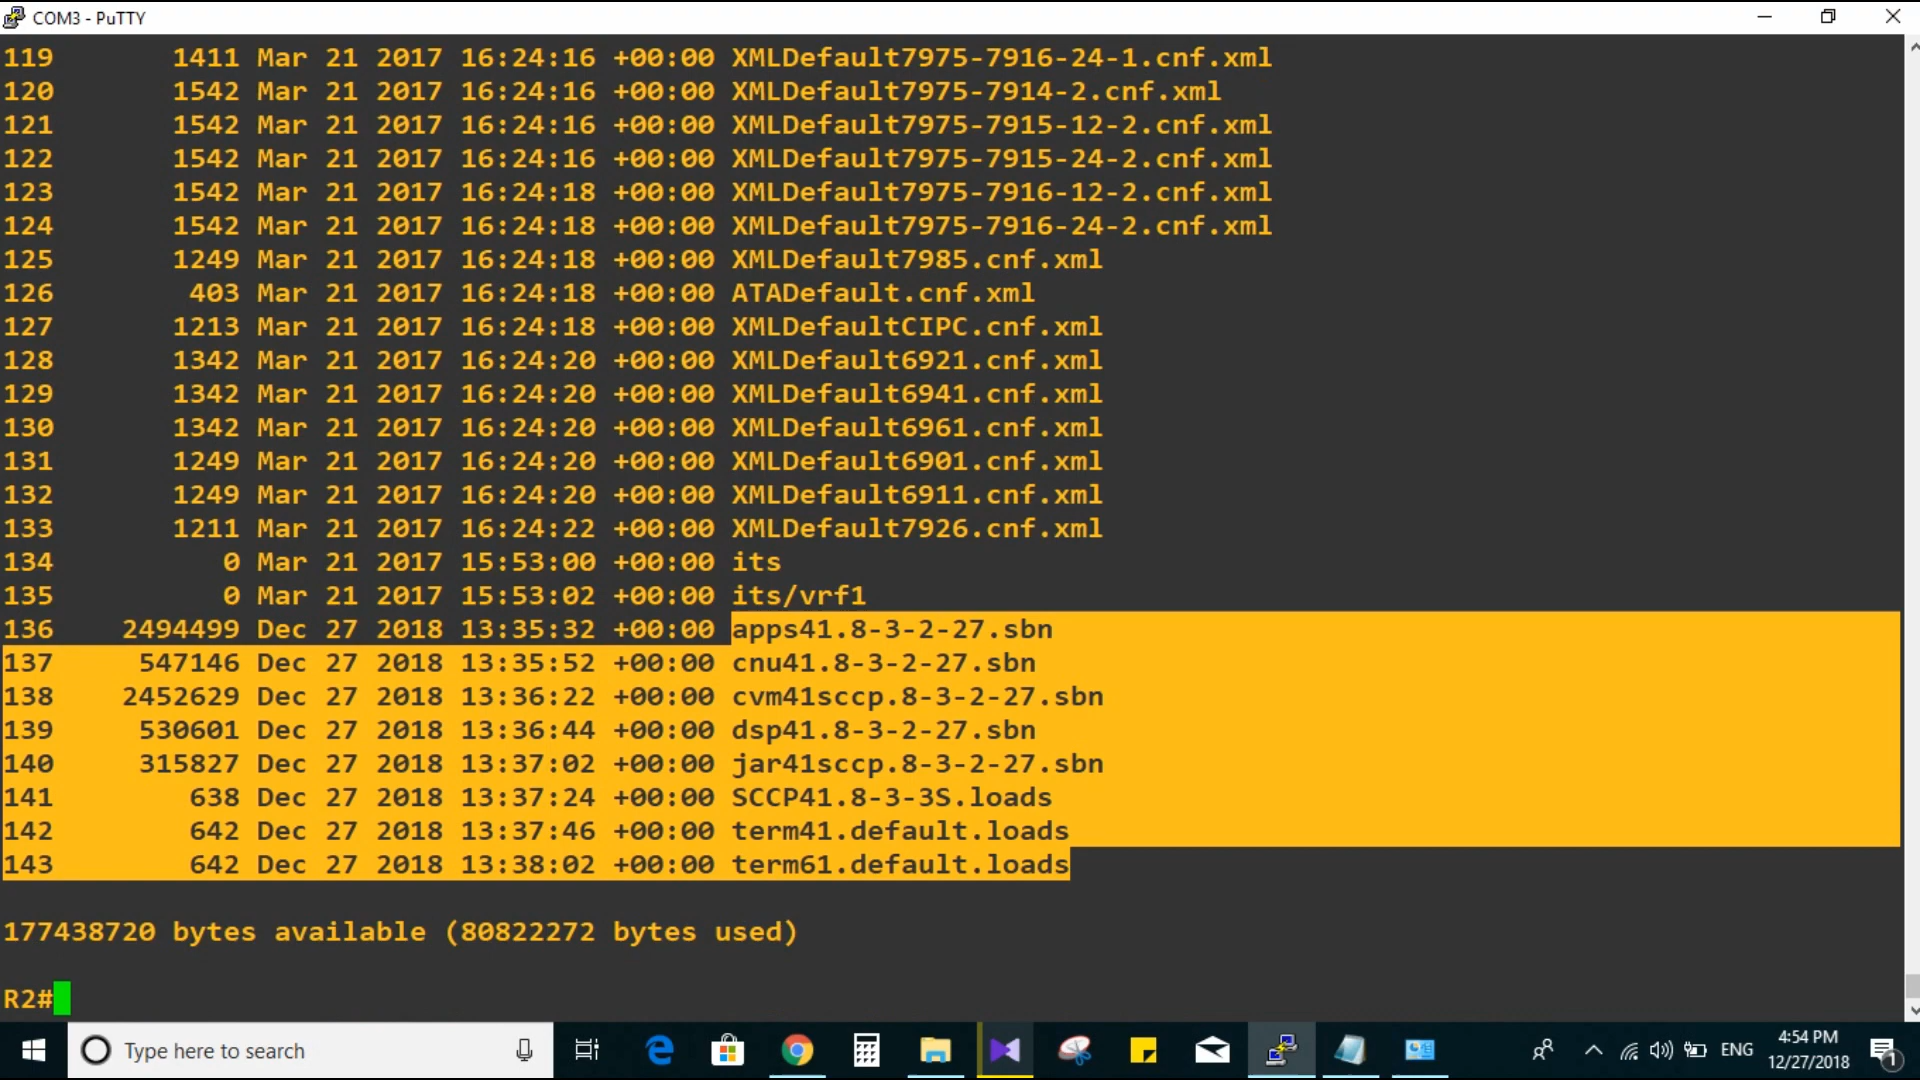 COM3 - PuTTY
119 1411 Mar 21 2017 16:24:16 +00:00 XMLDefault7975-7916-24-1.cnf.xml
120 1542 Mar 21 2017 16:24:16 +00:00 XMLDefault7975-7914-2.cnf.xml
121 1542 Mar 21 2017 16:24:16 +00:00 XMLDefault7975-7915-12-2.cnf.xml
122 1542 Mar 21 2017 16:24:16 +00:00 XMLDefault7975-7915-24-2.cnf.xml
123 1542 Mar 21 2017 16:24:18 +00:00 XMLDefault7975-7916-12-2.cnf.xml
124 1542 Mar 21 2017 16:24:18 +00:00 XMLDefault7975-7916-24-2.cnf.xml
125 1249 Mar 21 2017 16:24:18 +00:00 XMLDefault7985.cnf.xml
126 403 Mar 21 2017 16:24:18 +00:00 ATADefault.cnf.xml
127 1213 Mar 21 2017 16:24:18 +00:00 XMLDefaultCIPC.cnf.xml
128 1342 Mar 21 2017 16:24:20 +00:00 XMLDefault6921.cnf.xml
129 1342 Mar 21 2017 16:24:20 +00:00 XMLDefault6941.cnf.xml
130 1342 Mar 21 2017 16:24:20 +00:00 XMLDefault6961.cnf.xml
131 1249 Mar 21 2017 16:24:20 +00:00 XMLDefault6901.cnf.xml
132 1249 Mar 21 2017 16:24:20 +00:00 XMLDefault6911.cnf.xml
133 1211 Mar 21 2017 16:24:22 +00:00 XMLDefault7926.cnf.xml
134 0 Mar 21 2017 15:53:00 +00:00 its
135 0 Mar 21 2017 15:53:02 +00:00 its/vrf1
136 2494499 Dec 27 2018 13:35:32 +00:00 apps41.8-3-2-27.sbn
137 547146 Dec 27 2018 13:35:52 +00:00 cnu41.8-3-2-27.sbn
138 2452629 Dec 27 2018 13:36:22 +00:00 cvm41sccp.8-3-2-27.sbn
139 530601 Dec 27 2018 13:36:44 +00:00 dsp41.8-3-2-27.sbn
140 315827 Dec 27 2018 13:37:02 +00:00 jar41sccp.8-3-2-27.sbn
141 638 Dec 27 2018 13:37:24 +00:00 SCCP41.8-3-3S.loads
142 642 Dec 27 2018 13:37:46 +00:00 term41.default.loads
143 642 Dec 27 2018 13:38:02 +00:00 term61.default.loads
177438720 bytes available (80822272 bytes used)
R2#
Type here to search
ENG
4:54 PM
12/27/2018
1